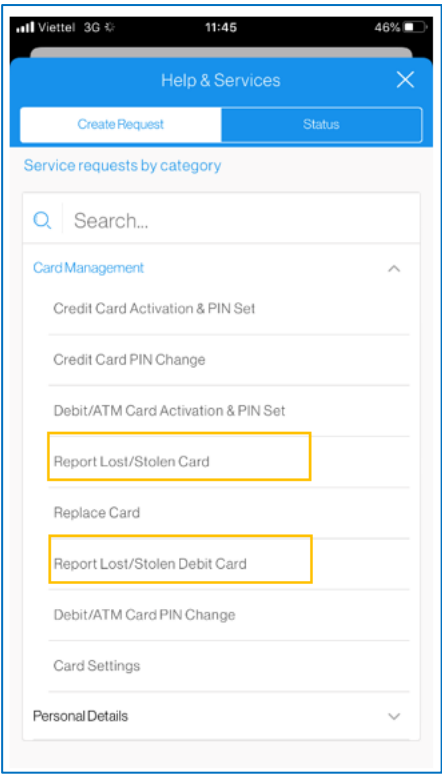 Viettel 3G 11:45 46%
Help & Services
Create Request Status
Service requests by category
Search...
Card Management
Credit Card Activation & PIN Set
Credit Card PIN Change
Debit/ATM Card Activation & PIN Set
Report Lost/Stolen Card
Replace Card
Report Lost/Stolen Debit Card
Debit/ATM Card PIN Change
Card Settings
Personal Details